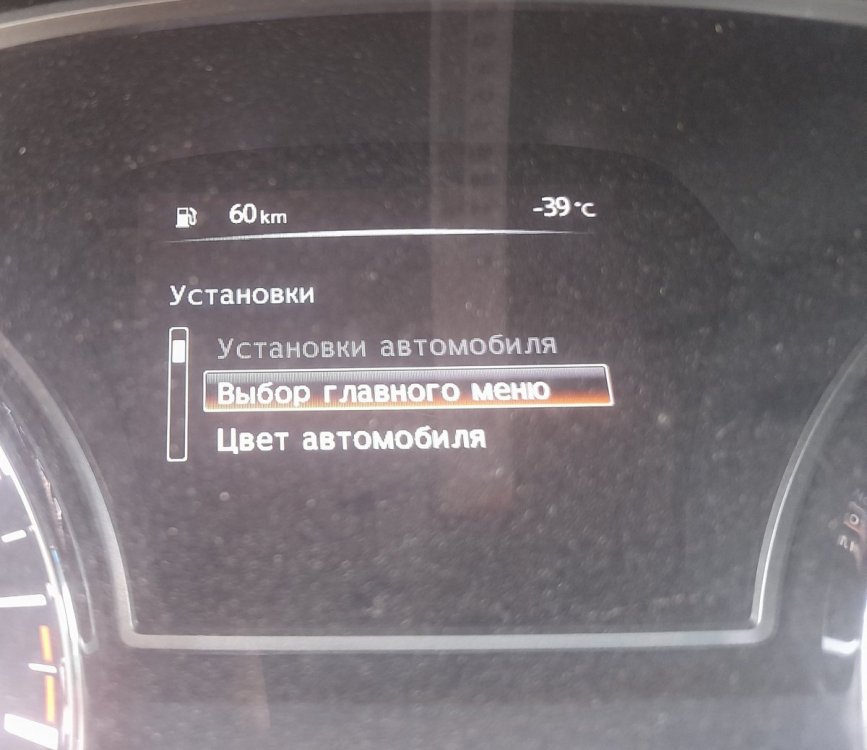 60 km
-39 °C
Установки
Установки автомобиля
Выбор главного меню
Цвет автомобиля